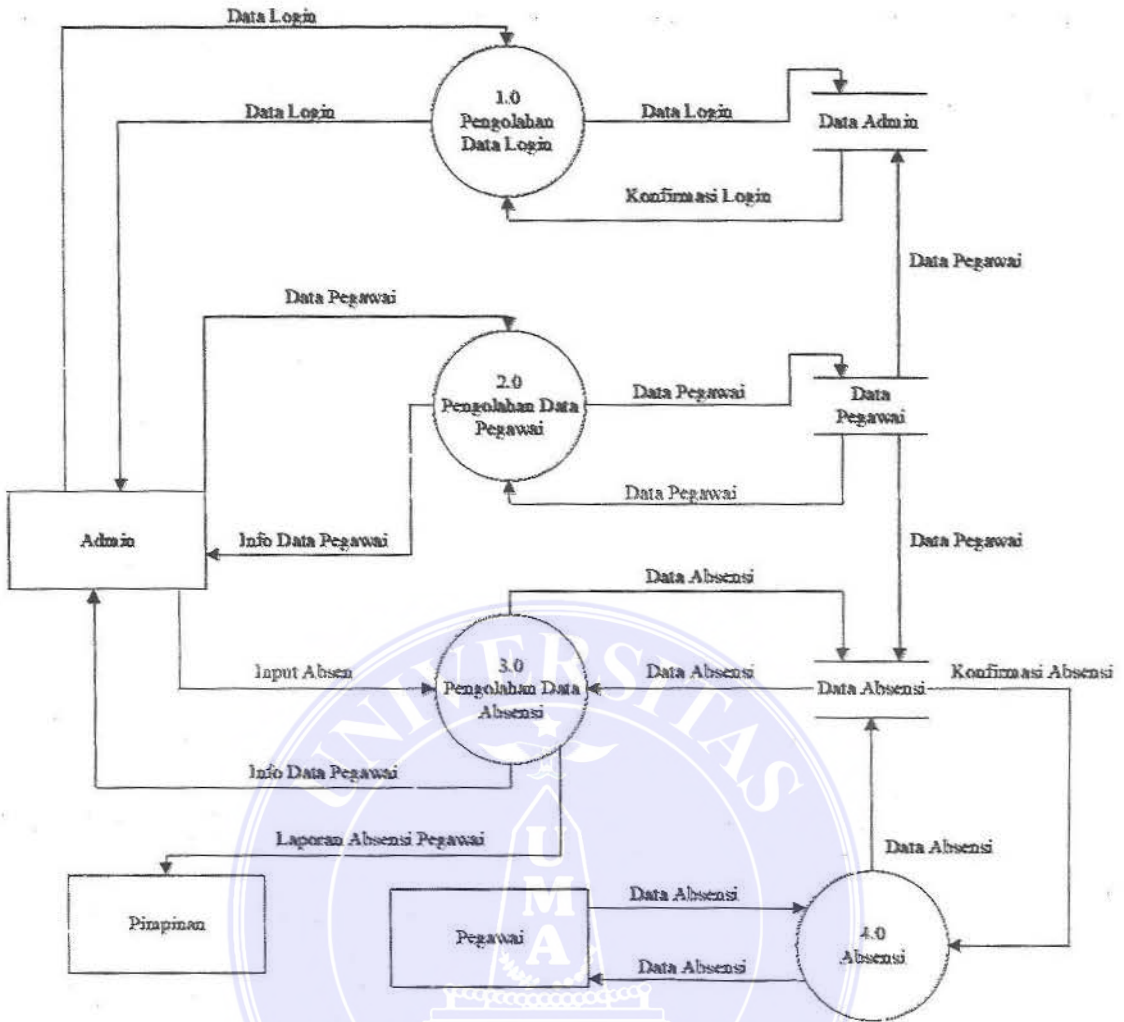 Data Login
Data Login
1.0
Pengolahan
Data Login
Data Login
Data Admin
Konfirmasi Login
Data Pegawai
Data Pegawai
2.0
Pengolahan Data
Pegawai
Data Pegawai
Data
Pegawai
Data Pegawai
Admin
Info Data Pegawai
Data Pegawai
Data Absensi
Input Absen
3.0
Pengolahan Data
Absensi
Data Absensi
Data Absensi
Konfirmasi Absensi
Info Data Pegawai
Laporan Absensi Pegawai
Data Absensi
Pimpinan
Pegawai
Data Absensi
Data Absensi
4.0
Absensi
UNIVERSITAS
UMA